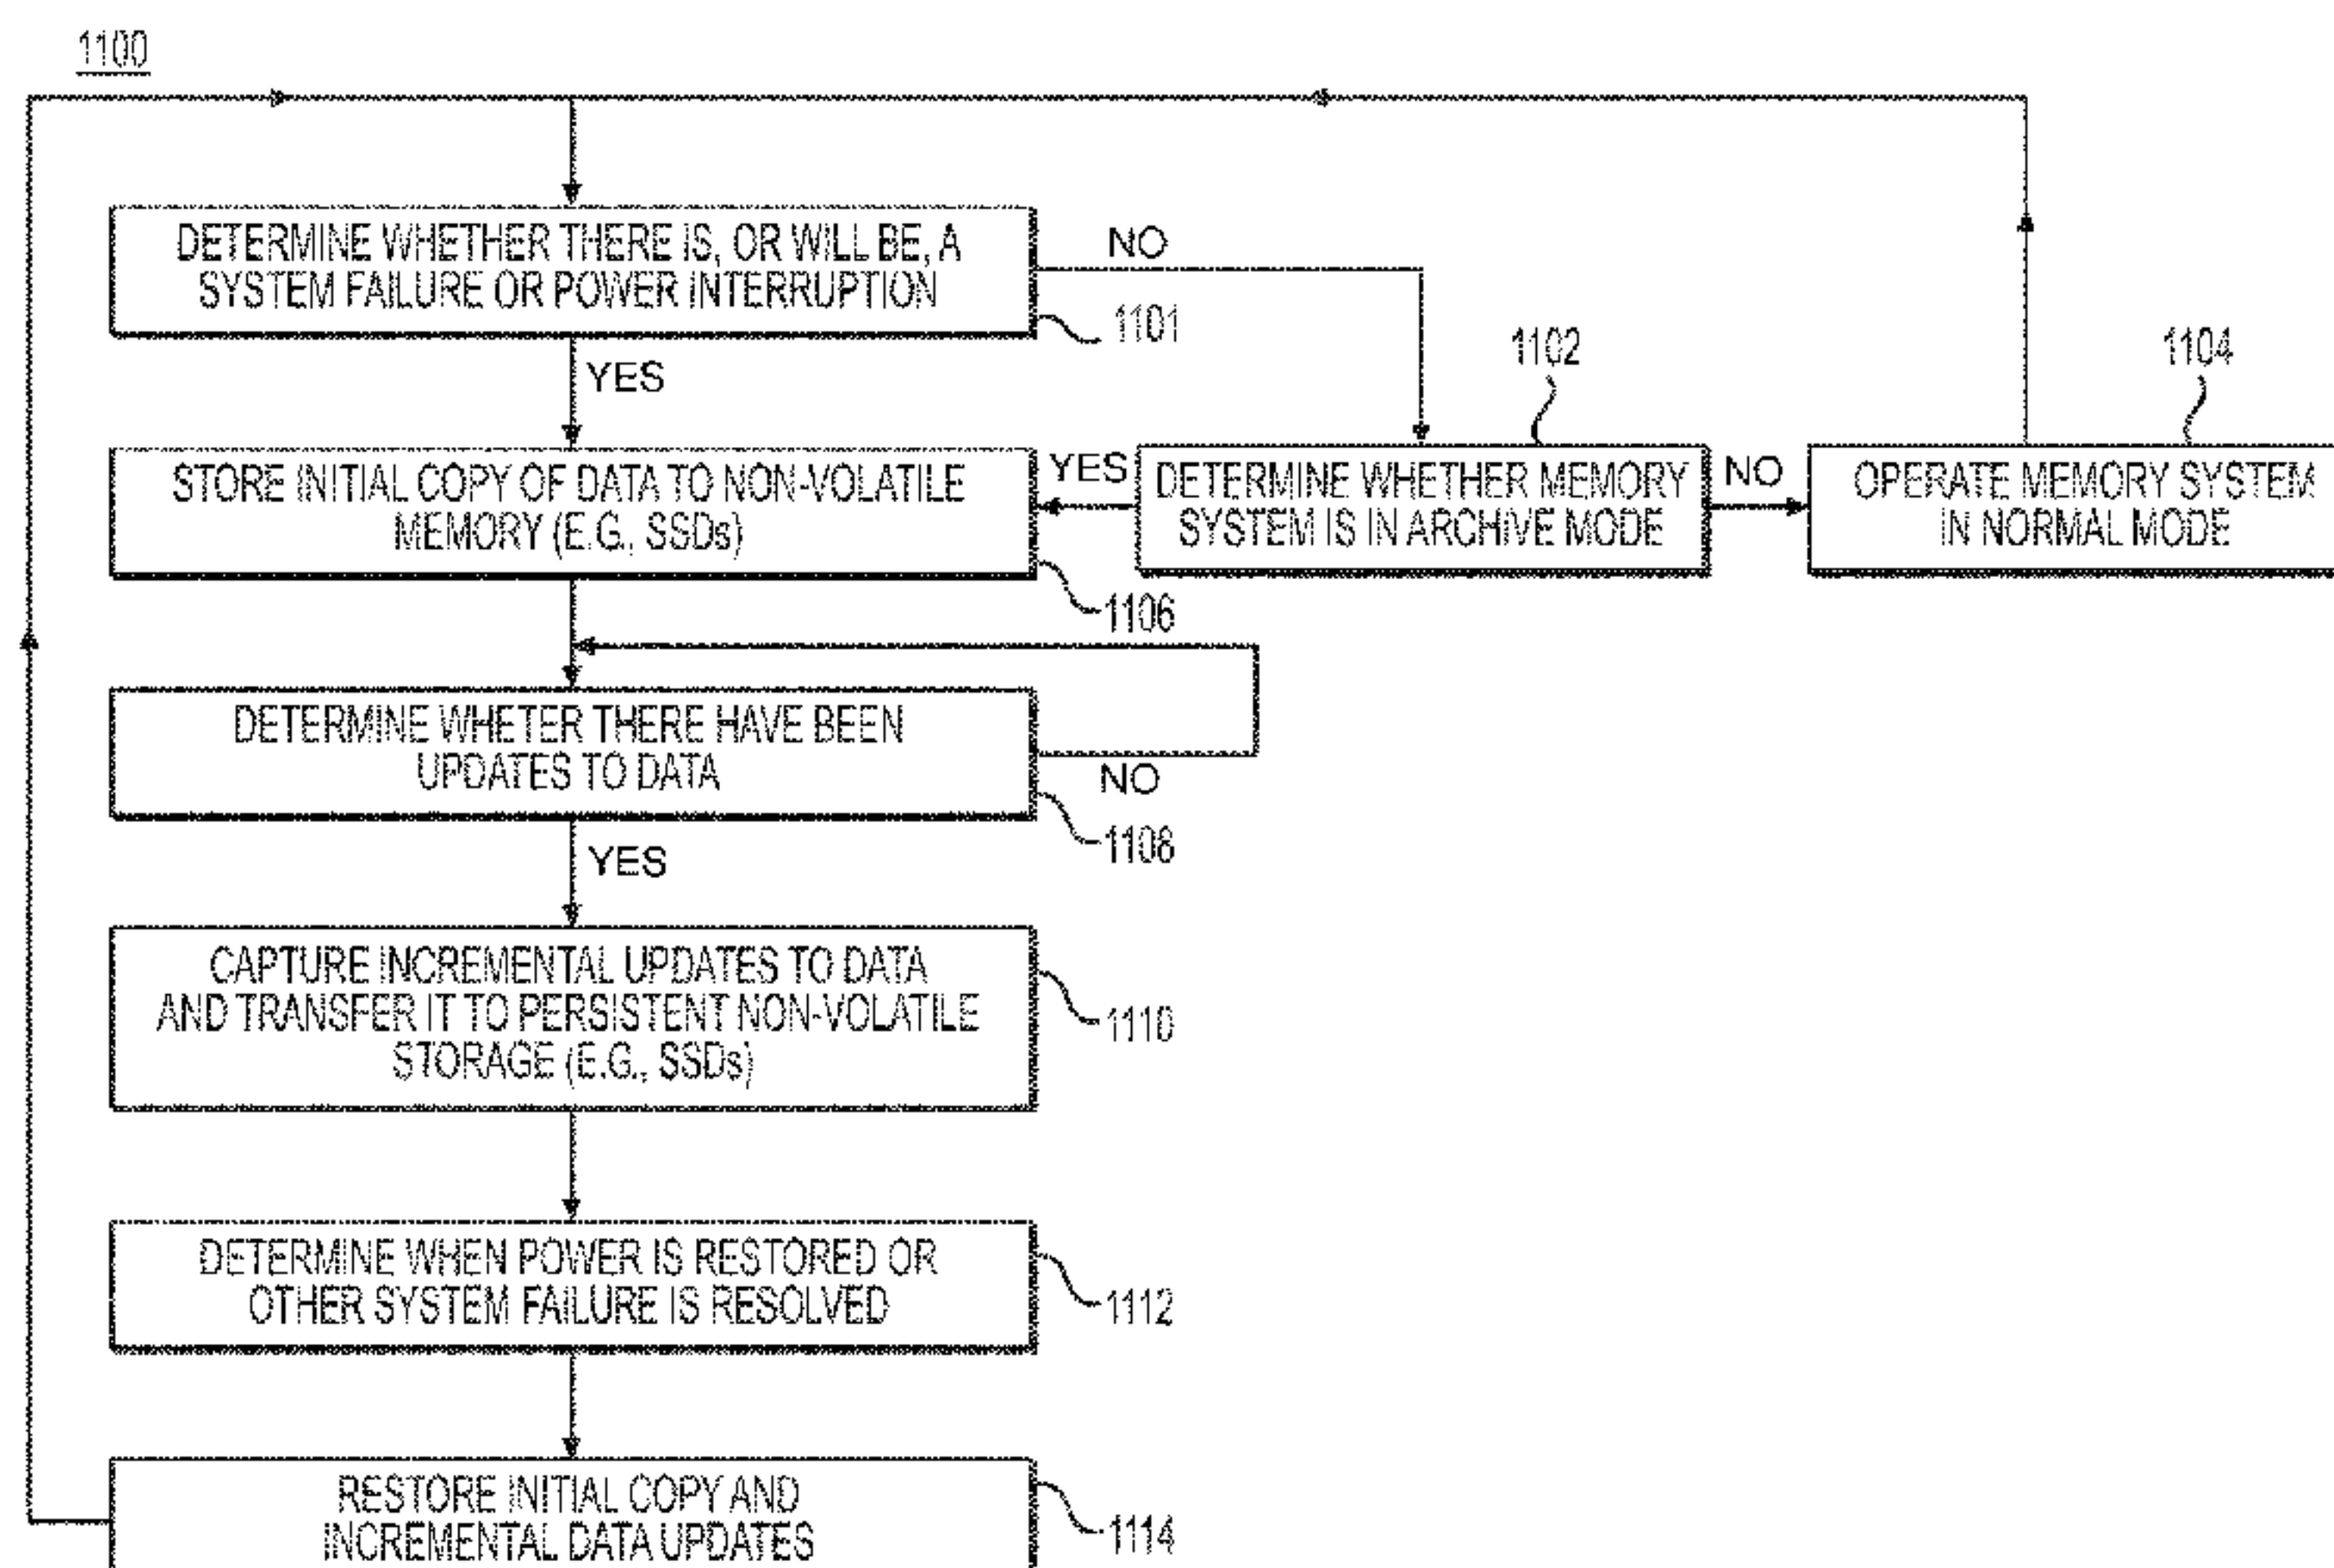 1100
DETERMINE WHETHER THERE IS, OR WILL BE, A
SYSTEM FAILURE OR POWER INTERRUPTION
NO
1101
YES
1102
1104
STORE INITIAL COPY OF DATA TO NON-VOLATILE
MEMORY (E.G., SSDs)
YES
DETERMINE WHETHER MEMORY
SYSTEM IS IN ARCHIVE MODE
NO
OPERATE MEMORY SYSTEM
IN NORMAL MODE
1106
DETERMINE WHETER THERE HAVE BEEN
UPDATES TO DATA
NO
1108
YES
CAPTURE INCREMENTAL UPDATES TO DATA
AND TRANSFER IT TO PERSISTENT NON-VOLATILE
STORAGE (E.G., SSDs)
1110
DETERMINE WHEN POWER IS RESTORED OR
OTHER SYSTEM FAILURE IS RESOLVED
1112
RESTORE INITIAL COPY AND
INCREMENTAL DATA UPDATES
1114